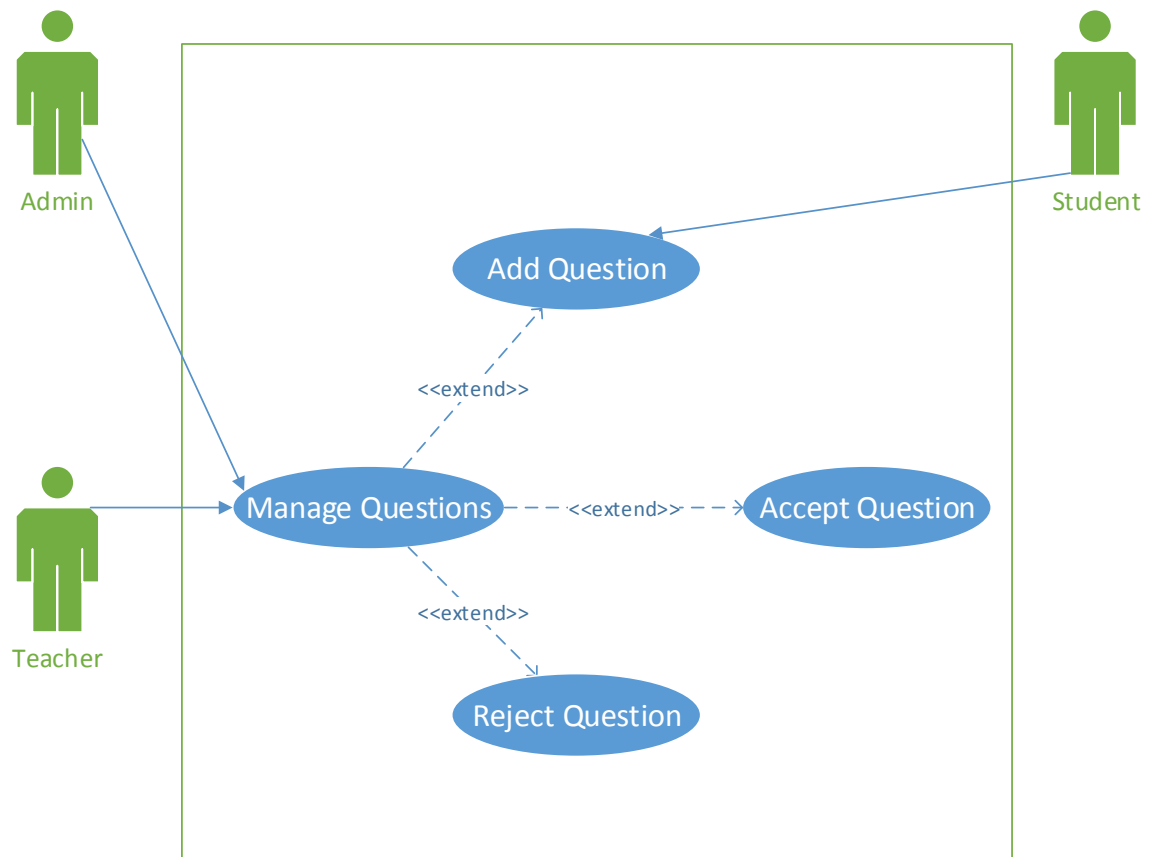 Admin
Student
Add Question
<<extend>>
Manage Questions
<<extend>>
Accept Question
<<extend>>
Teacher
Reject Question